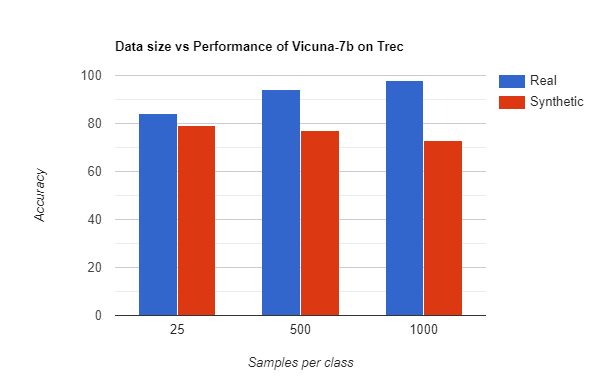 Data size vs Performance of Vicuna-7b on Trec
Real
Synthetic
Accuracy
100
80
60
40
20
0
25 500 1000
Samples per class